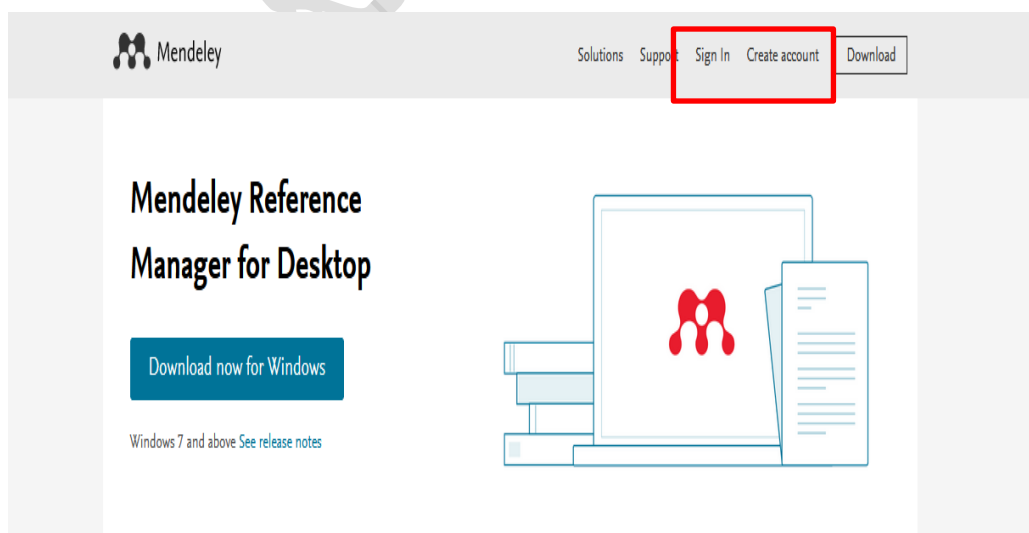 Mendeley
Solutions Support Sign In Create account Download
Mendeley Reference
Manager for Desktop
Download now for Windows
Windows 7 and above See release notes